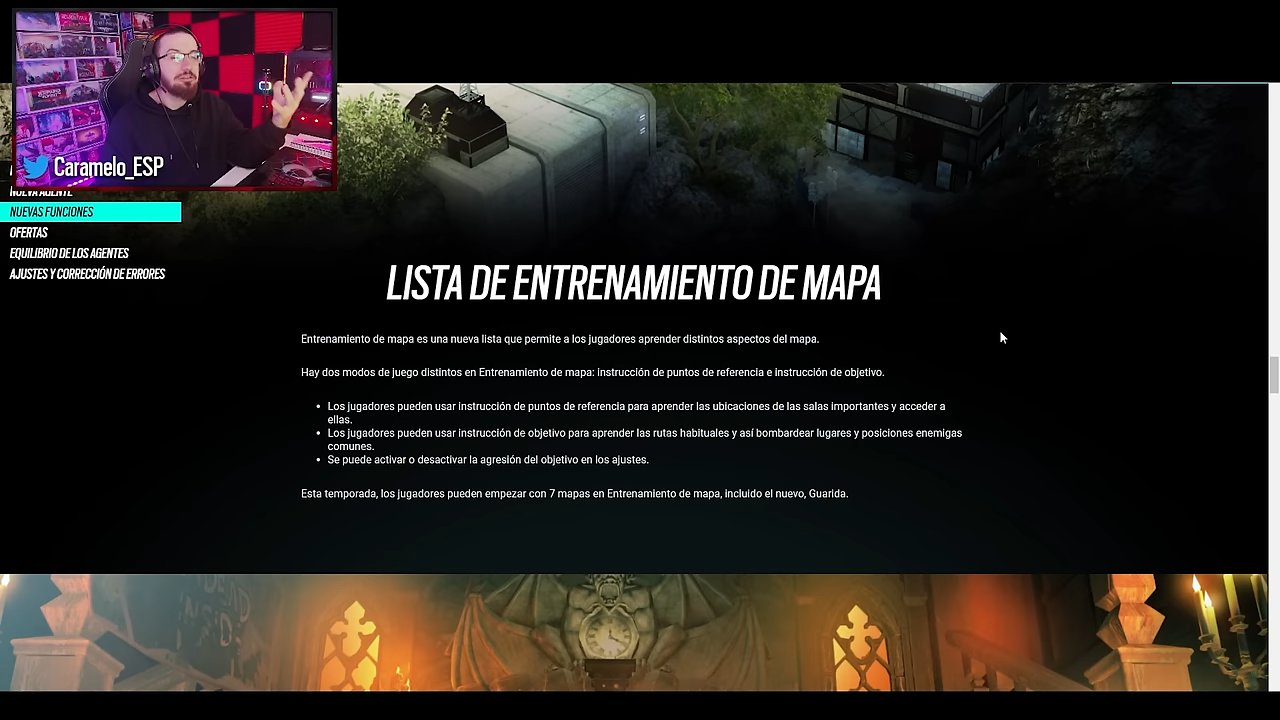 Caramelo_ESP
NUEVA AGENTE
NUEVAS FUNCIONES
OFERTAS
EQUILIBRIO DE LOS AGENTES
AJUSTES Y CORRECCIÓN DE ERRORES
LISTA DE ENTRENAMIENTO DE MAPA
Entrenamiento de mapa es una nueva lista que permite a los jugadores aprender distintos aspectos del mapa.
Hay dos modos de juego distintos en Entrenamiento de mapa: instrucción de puntos de referencia e instrucción de objetivo.
• Los jugadores pueden usar instrucción de puntos de referencia para aprender las ubicaciones de las salas importantes y acceder a
ellas.
• Los jugadores pueden usar instrucción de objetivo para aprender las rutas habituales y así bombardear lugares y posiciones enemigas
comunes.
• Se puede activar o desactivar la agresión del objetivo en los ajustes.
Esta temporada, los jugadores pueden empezar con 7 mapas en Entrenamiento de mapa, incluido el nuevo, Guarida.